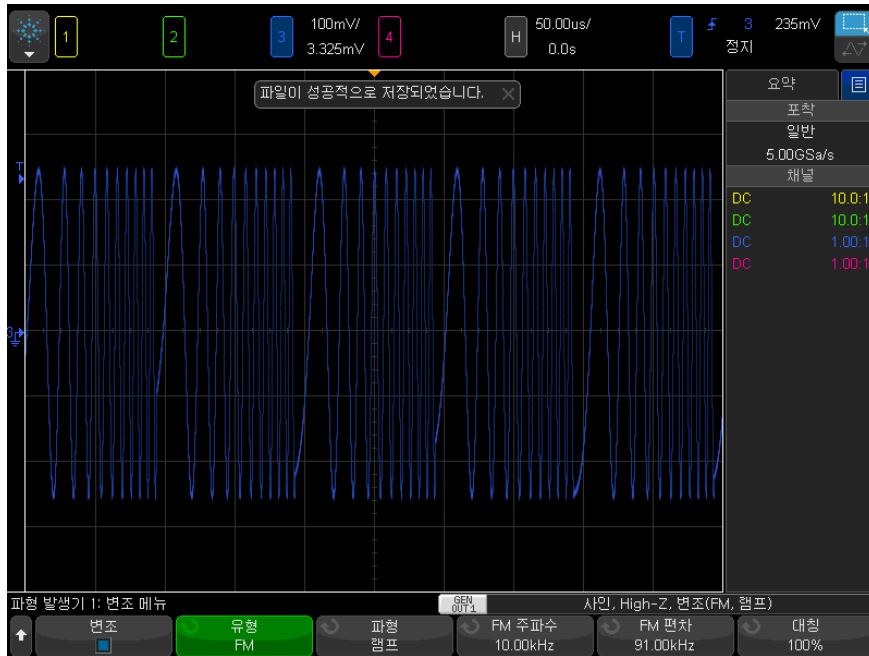 1 2 3 100mV/ 4 H 50.00us/ T 3 235mV
3.325mV 0.0s 정지
파일이 성공적으로 저장되었습니다.
요약
포착
일반
5.00GSa/s
채널
DC 10.0:1
DC 10.0:1
DC 1.00:1
DC 1.00:1
T
3
파형 발생기 1: 변조 메뉴 GEN OUT1 사인, High-Z, 변조(FM, 램프)
변조 유형 파형 FM 주파수 FM 편차 대칭
FM 램프 10.00kHz 91.00kHz 100%